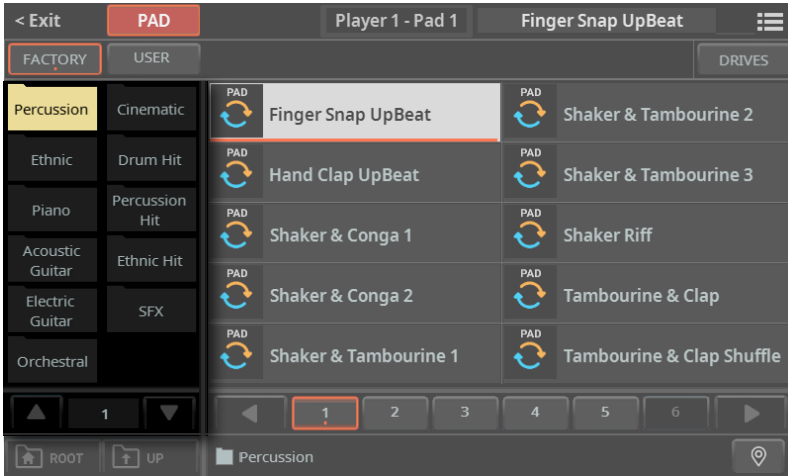 < Exit
PAD
Player 1 - Pad 1
Finger Snap UpBeat
FACTORY
USER
DRIVES
Percussion
Cinematic
Ethnic
Drum Hit
Piano
Percussion
Hit
Acoustic
Guitar
Ethnic Hit
Electric
Guitar
SFX
Orchestral
1
PAD
Finger Snap UpBeat
PAD
Shaker & Tambourine 2
PAD
Hand Clap UpBeat
PAD
Shaker & Tambourine 3
PAD
Shaker & Conga 1
PAD
Shaker Riff
PAD
Shaker & Conga 2
PAD
Tambourine & Clap
PAD
Shaker & Tambourine 1
PAD
Tambourine & Clap Shuffle
1
2
3
4
5
6
ROOT
UP
Percussion